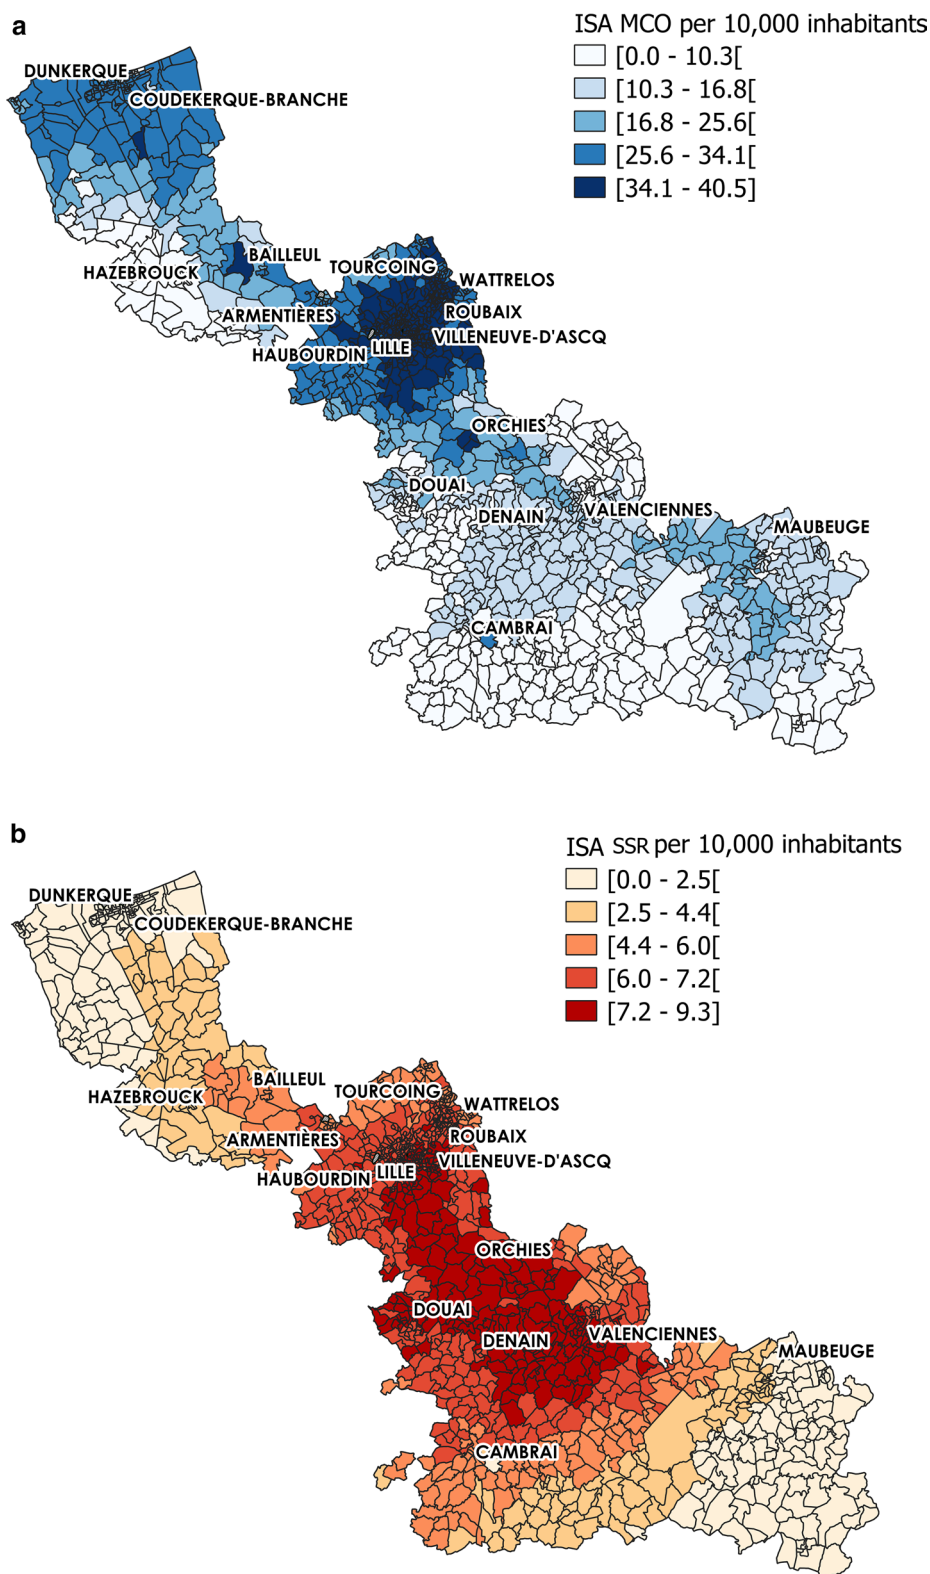 a
ISA MCO per 10,000 inhabitants
[0.0 - 10.3[
[10.3 - 16.8[
[16.8 - 25.6[
[25.6 - 34.1[
[34.1 - 40.5]
DUNKERQUE
COUDEKERQUE-BRANCHE
BAILLEUL
HAZEBROUCK
TOURCOING
WATTRELOS
ARMENTIÈRES
ROUBAIX
VILLENEUVE-D'ASCQ
HAUBOURDIN
LILLE
ORCHIES
DOUAI
DENAIN
VALENCIENNES
MAUBEUGE
CAMBRAI
b
ISA SSR per 10,000 inhabitants
[0.0 - 2.5[
[2.5 - 4.4[
[4.4 - 6.0[
[6.0 - 7.2[
[7.2 - 9.3]
DUNKERQUE
COUDEKERQUE-BRANCHE
BAILLEUL
HAZEBROUCK
TOURCOING
WATTRELOS
ARMENTIÈRES
ROUBAIX
VILLENEUVE-D'ASCQ
HAUBOURDIN
LILLE
ORCHIES
DOUAI
DENAIN
VALENCIENNES
MAUBEUGE
CAMBRAI